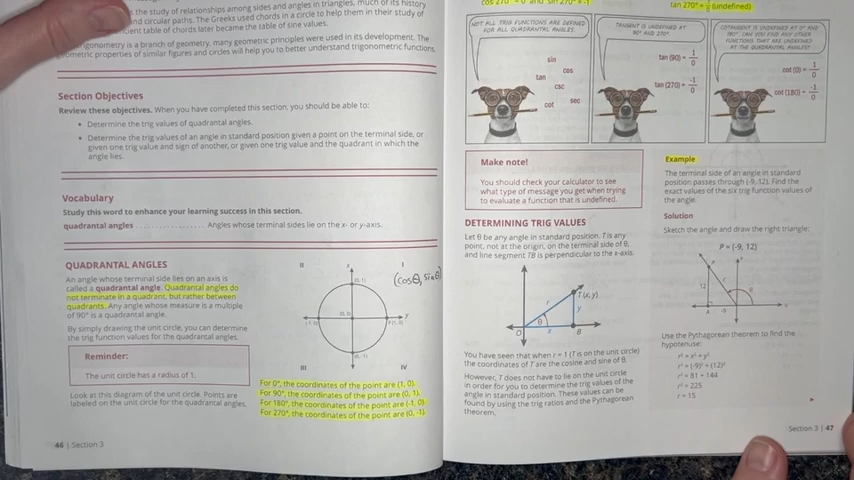 is the study of relationships among sides and angles in triangles, much of its history
nd circular paths. The Greeks used chords in a circle to help them in their study of
ent table of chords later became the table of sine values.
igonometry is a branch of geometry, many geometric principles were used in its development. The
metric properties of similar figures and circles will help you to better understand trigonometric functions.
Section Objectives
Review these objectives. When you have completed this section, you should be able to:
• Determine the trig values of quadrantal angles.
• Determine the trig values of an angle in standard position given a point on the terminal side, or
given one trig value and sign of another, or given one trig value and the quadrant in which the
angle lies.
Vocabulary
Study this word to enhance your learning success in this section.
quadrantal angles . . . . . . . . . . . . . . . . . Angles whose terminal sides lie on the x- or y-axis.
QUADRANTAL ANGLES
An angle whose terminal side lies on an axis is
called a quadrantal angle. Quadrantal angles do
not terminate in a quadrant, but rather between
quadrants. Any angle whose measure is a multiple
of 90° is a quadrantal angle.
By simply drawing the unit circle, you can determine
the trig function values for the quadrantal angles.
Reminder:
The unit circle has a radius of 1.
Look at this diagram of the unit circle. Points are
labeled on the unit circle for the quadrantal angles.
II
I
(cosθ, sinθ)
(0, 1)
(0, 0)
(0, -1)
III
IV
For 0°, the coordinates of the point are (1, 0).
For 90°, the coordinates of the point are (0, 1).
For 180°, the coordinates of the point are (-1, 0).
For 270°, the coordinates of the point are (0, -1).
46 | Section 3
cos 270° = 0 and sin 270° = -1
(undefined)
NOT ALL TRIG FUNCTIONS ARE DEFINED
FOR ALL QUADRANTAL ANGLES.
sin
cos
tan
csc
cot
sec
TANGENT IS UNDEFINED AT
90° AND 270°.
tan (90) = 1/0
tan (270) = -1/0
COTANGENT IS UNDEFINED AT 0° AND
180°. CAN YOU FIND ANY OTHER
FUNCTIONS THAT ARE UNDEFINED
AT THE QUADRANTAL ANGLES?
cot (0) = 1/0
cot (180) = -1/0
Make note!
You should check your calculator to see
what type of message you get when trying
to evaluate a function that is undefined.
DETERMINING TRIG VALUES
Let θ be any angle in standard position. T is any
point, not at the origin, on the terminal side of θ,
and line segment TB is perpendicular to the x-axis.
T (x, y)
r
y
θ
O
x
B
You have seen that when r = 1 (T is on the unit circle)
the coordinates of T are the cosine and sine of θ.
However, T does not have to lie on the unit circle
in order for you to determine the trig values of the
angle in standard position. These values can be
found by using the trig ratios and the Pythagorean
theorem.
Example
The terminal side of an angle in standard
position passes through (-9, 12). Find the
exact values of the six trig function values of
the angle.
Solution
Sketch the angle and draw the right triangle:
P = (-9, 12)
12
r
θ
-9
Use the Pythagorean theorem to find the
hypotenuse:
r² = x² + y²
r² = (-9)² + (12)²
r² = 81 + 144
r² = 225
r = 15
Section 3 | 47